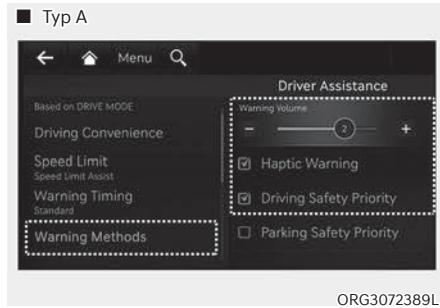 Typ A
Menu
Driver Assistance
Based on DRIVE MODE
Driving Convenience
Speed Limit
Speed Limit Assist
Warning Timing
Standard
Warning Methods
Warning Volume
− 2 +
Haptic Warning
Driving Safety Priority
Parking Safety Priority
ORG3072389L